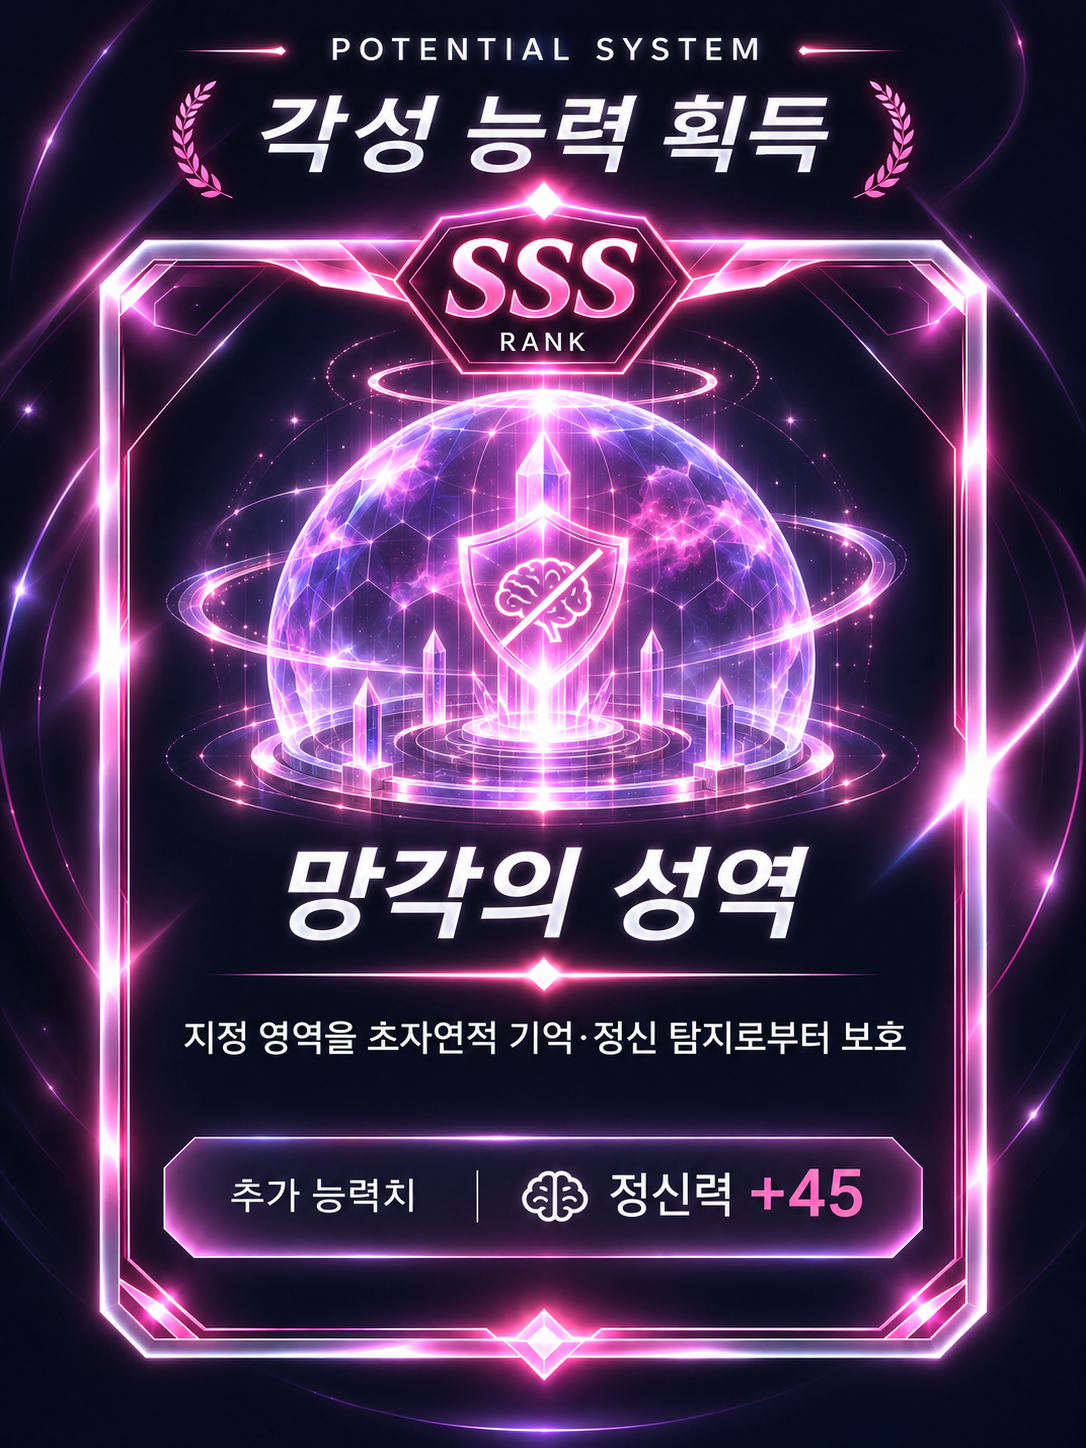 POTENTIAL SYSTEM
각성 능력 획득
SSS
RANK
망각의 성역
지정 영역을 초자연적 기억·정신 탐지로부터 보호
추가 능력치 정신력 +45